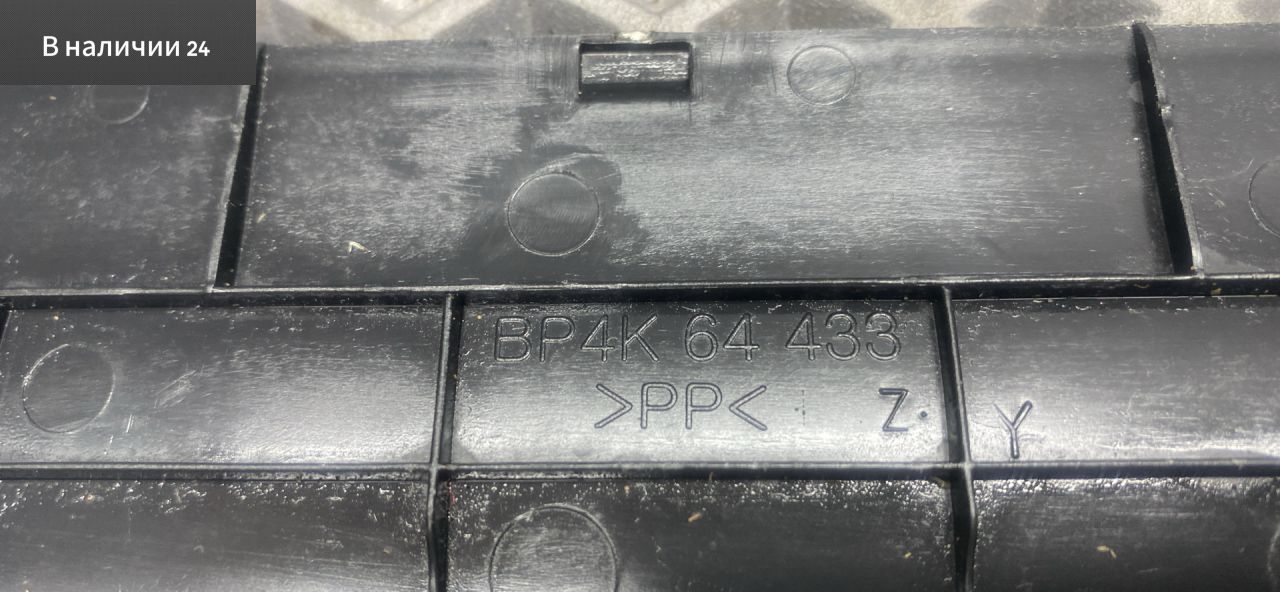 В наличии 24
BP4K 64 433
>PP<
Z.
Y